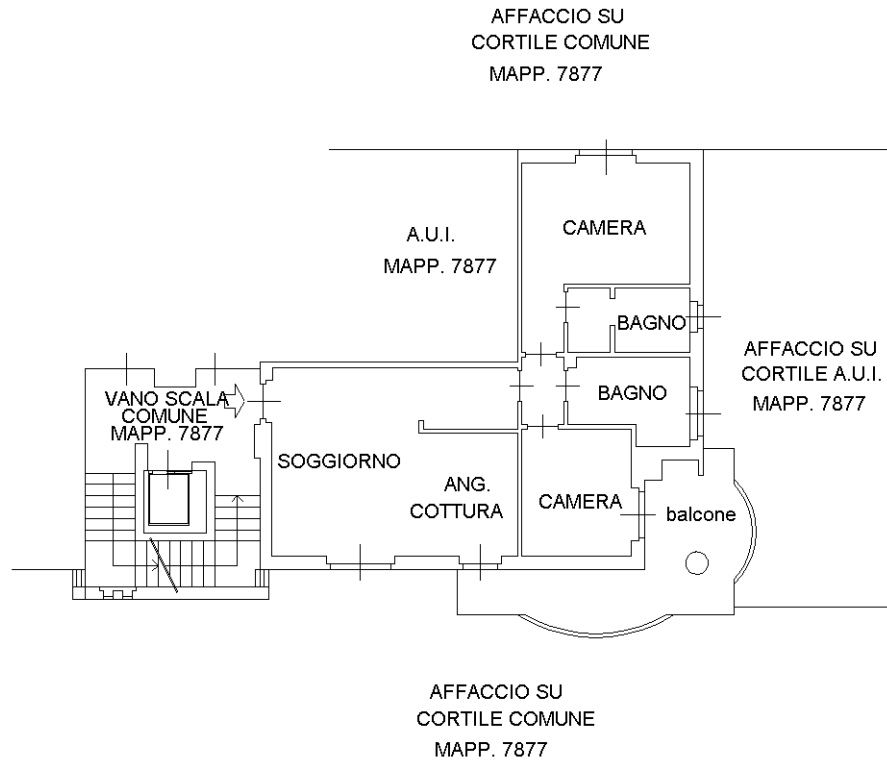 AFFACCIO SU
CORTILE COMUNE
MAPP. 7877
A.U.I.
MAPP. 7877
CAMERA
BAGNO
AFFACCIO SU
CORTILE A.U.I.
MAPP. 7877
BAGNO
VANO SCALA
COMUNE
MAPP. 7877
SOGGIORNO
ANG.
COTTURA
CAMERA
balcone
AFFACCIO SU
CORTILE COMUNE
MAPP. 7877